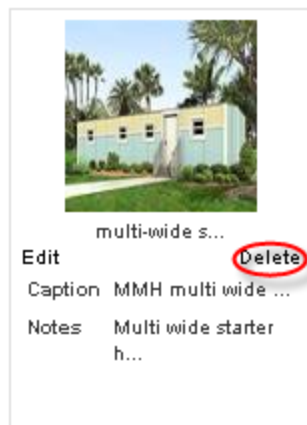 multi-wide s...
Edit Delete
Caption MMH multi wide ...
Notes Multi wide starter
h...